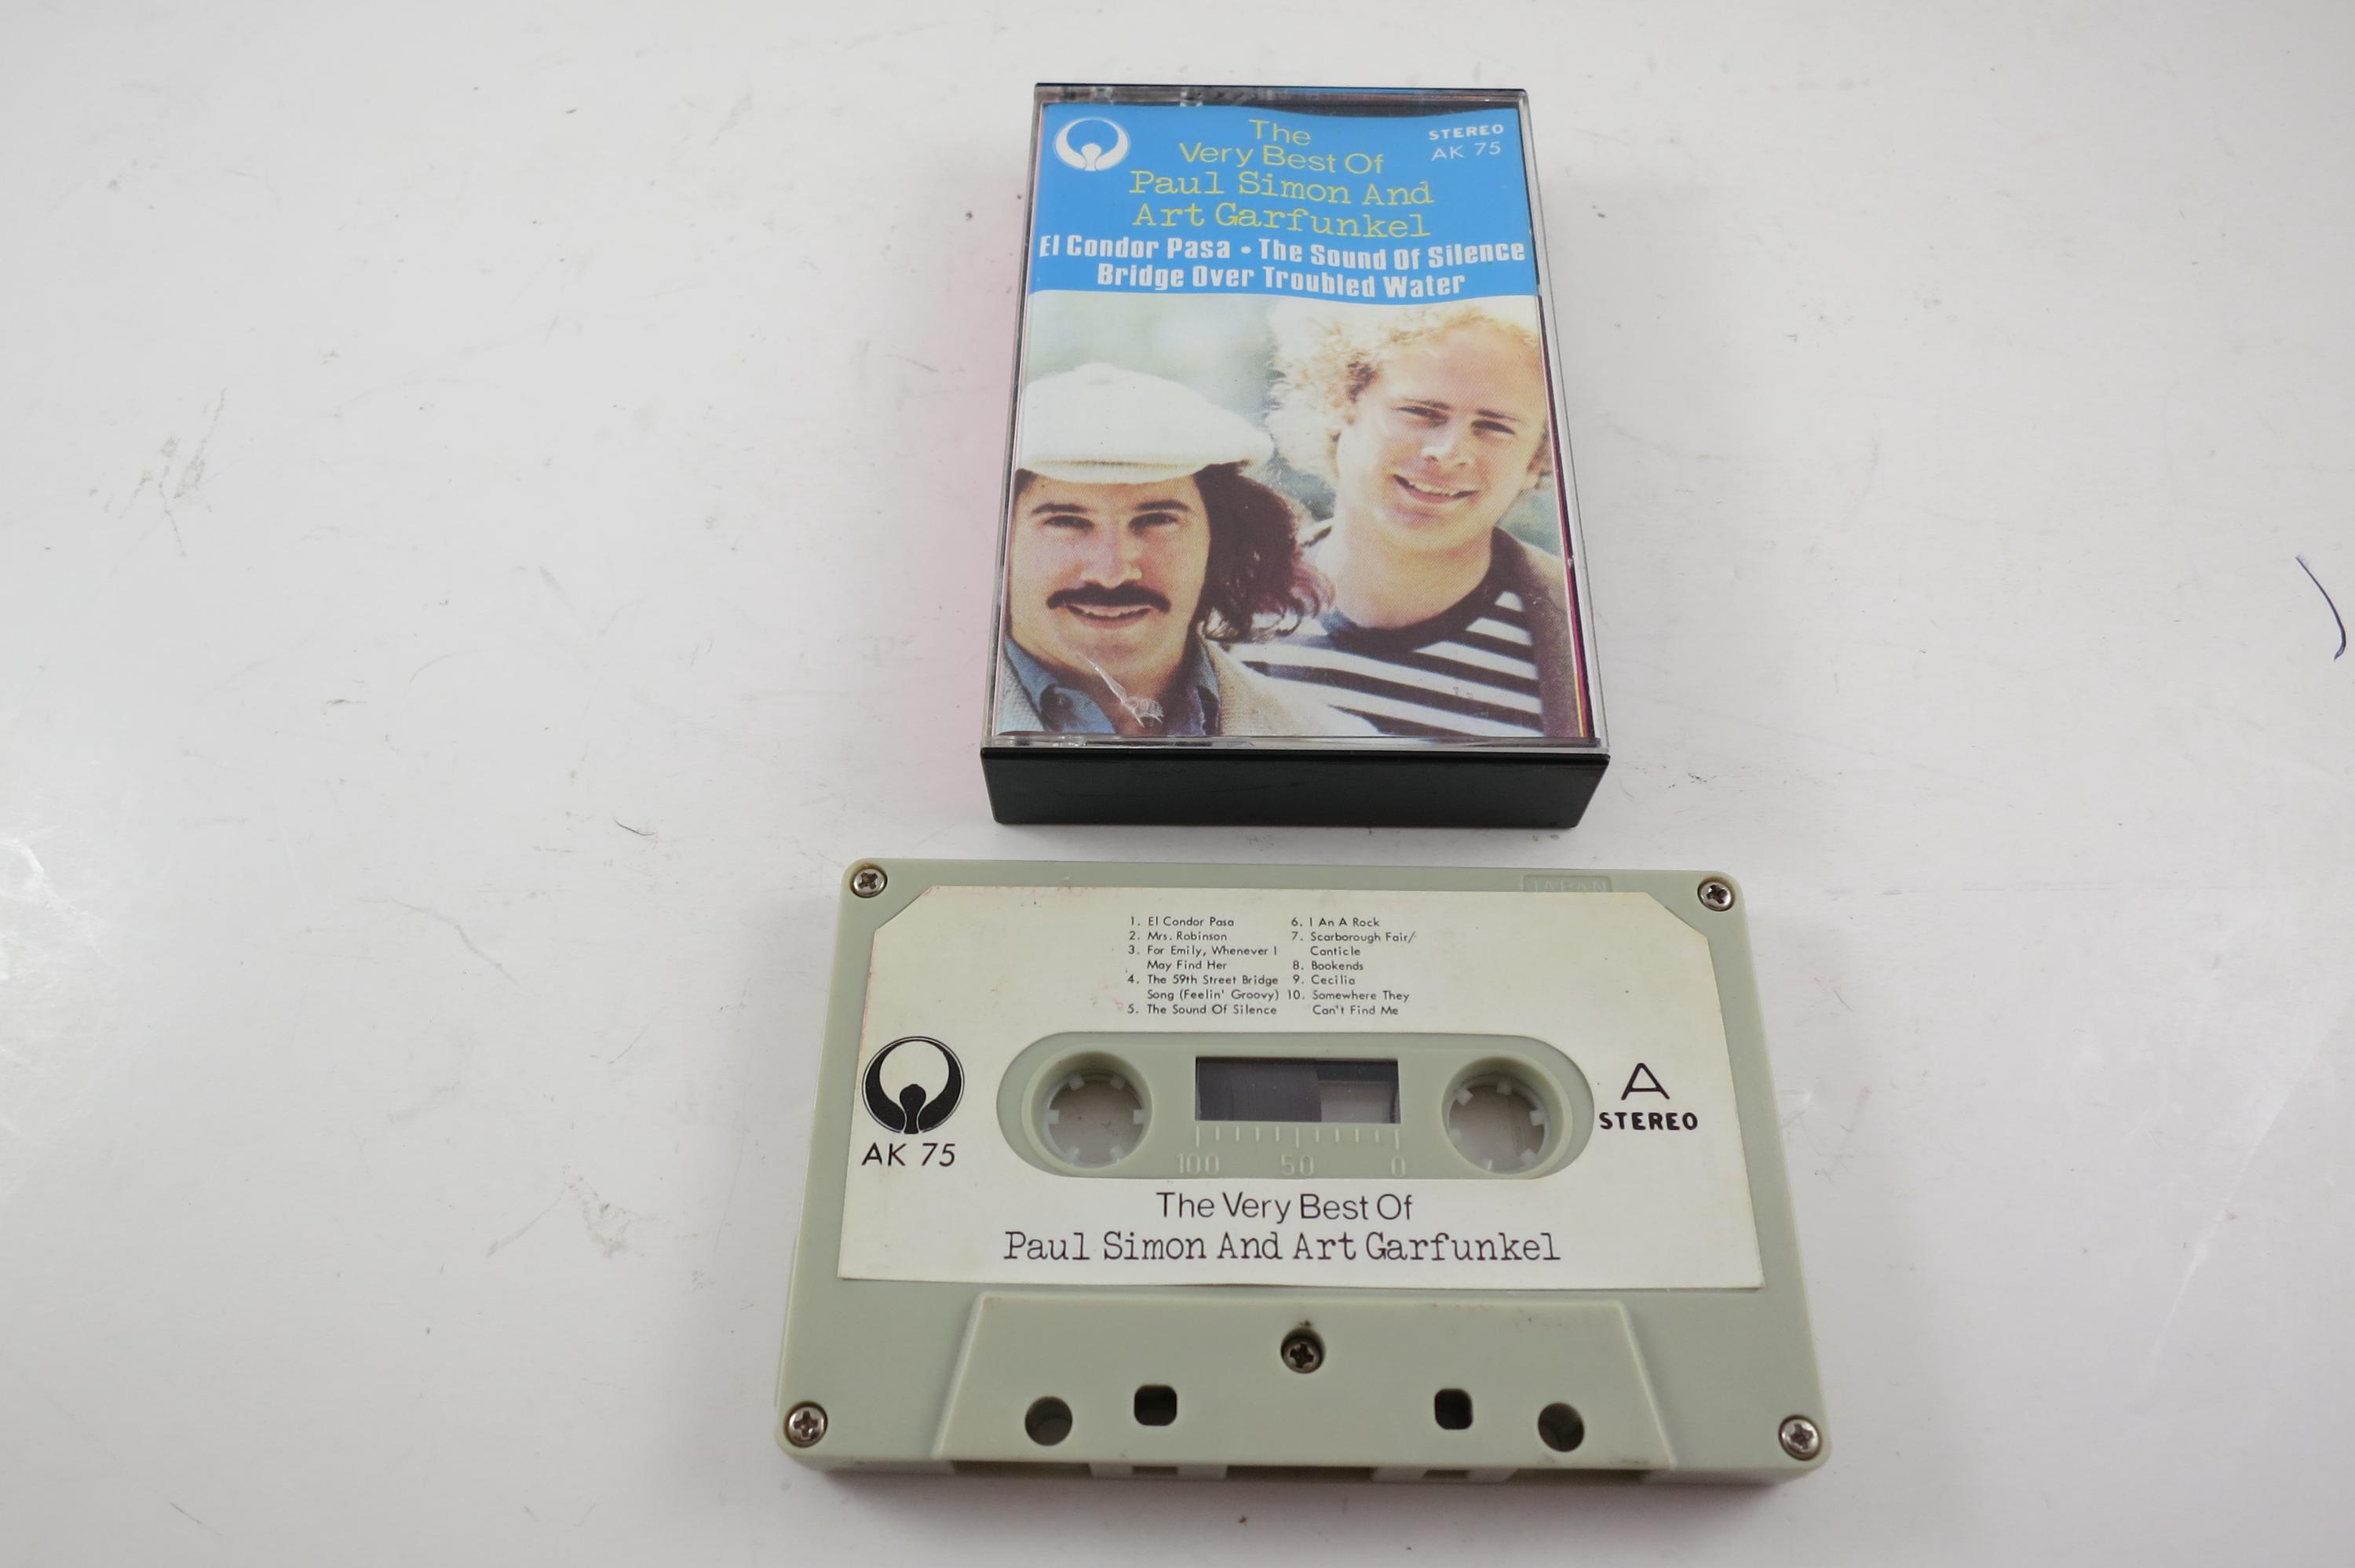 The
Very Best Of
Paul Simon And
Art Garfunkel
STEREO
AK 75
El Condor Pasa • The Sound Of Silence
Bridge Over Troubled Water
JAPAN
1. El Condor Pasa
2. Mrs. Robinson
3. For Emily, Whenever I
May Find Her
4. The 59th Street Bridge
Song (Feelin' Groovy)
5. The Sound Of Silence
6. I An A Rock
7. Scarborough Fair/
Canticle
8. Bookends
9. Cecilia
10. Somewhere They
Can't Find Me
AK 75
A
STEREO
100 50 0
The Very Best Of
Paul Simon And Art Garfunkel